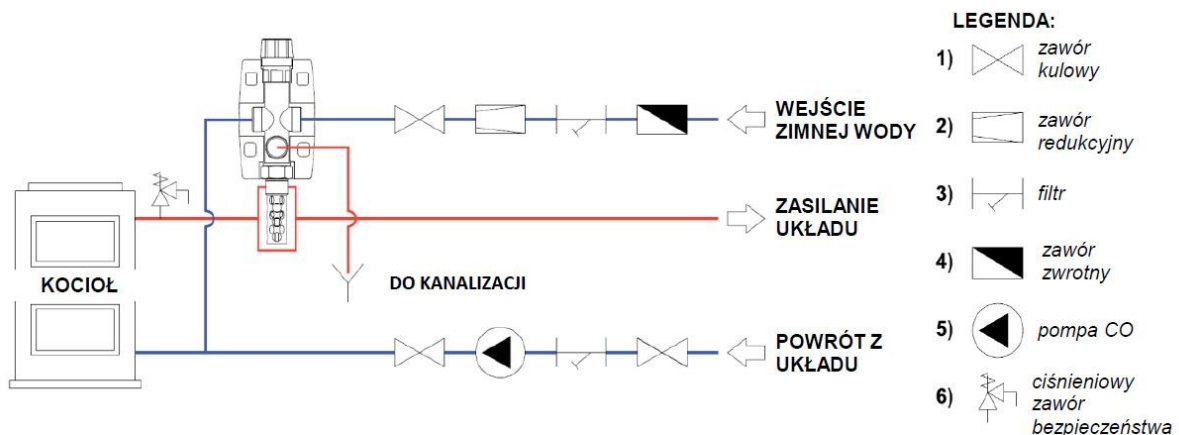 LEGENDA:
1) zawór
kulowy
2) zawór
redukcyjny
3) filtr
4) zawór
zwrotny
5) pompa CO
6) ciśnieniowy
zawór
bezpieczeństwa
WEJŚCIE
ZIMNEJ WODY
ZASILANIE
UKŁADU
KOCIOŁ
DO KANALIZACJI
POWRÓT Z
UKŁADU